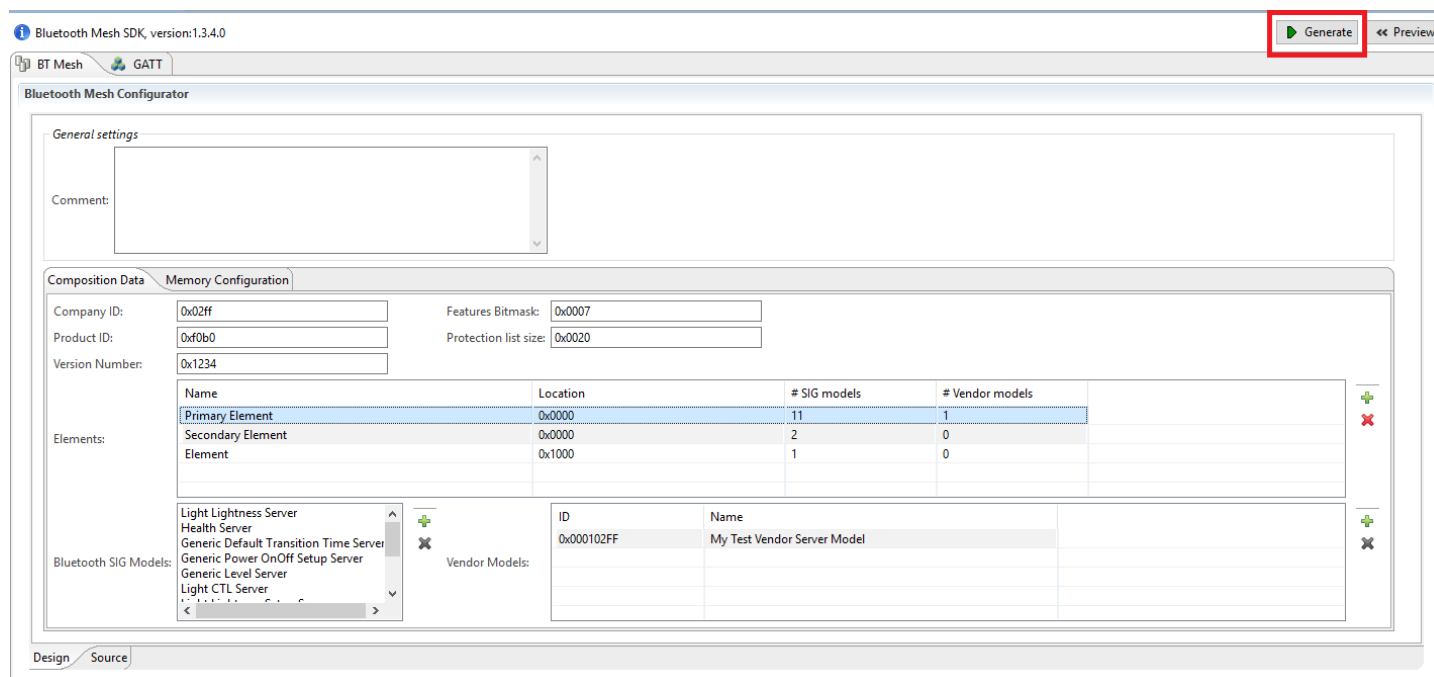 Bluetooth Mesh SDK, version:1.3.4.0
Generate
Preview
BT Mesh
GATT
Bluetooth Mesh Configurator
General settings
Comment:
Composition Data
Memory Configuration
Company ID: 0x02ff
Features Bitmask: 0x0007
Product ID: 0xf0b0
Protection list size: 0x0020
Version Number: 0x1234
Elements:
Name Location # SIG models # Vendor models
Primary Element 0x0000 11 1
Secondary Element 0x0000 2 0
Element 0x1000 1 0
Bluetooth SIG Models:
Light Lightness Server
Health Server
Generic Default Transition Time Server
Generic Power OnOff Setup Server
Generic Level Server
Light CTL Server
Vendor Models:
ID Name
0x000102FF My Test Vendor Server Model
Design
Source